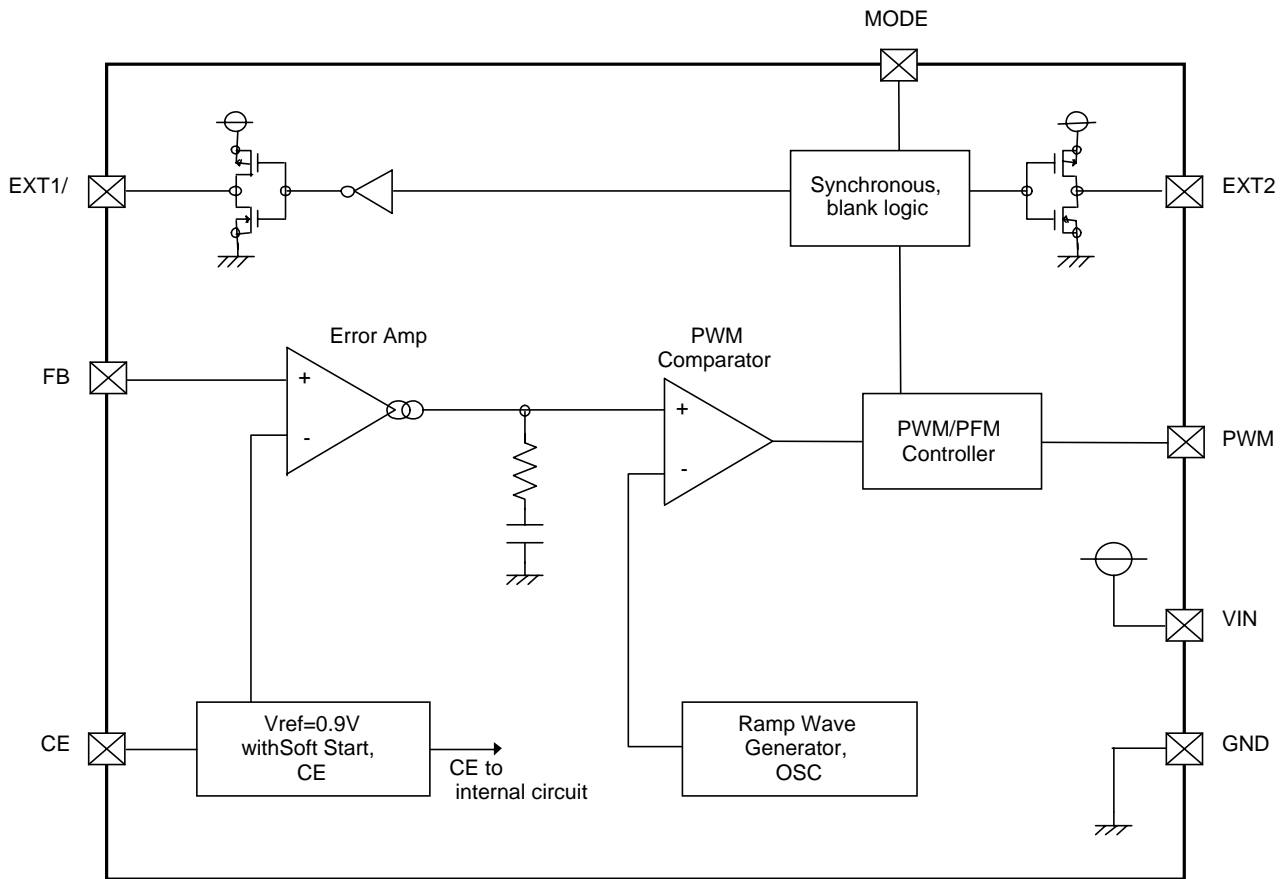 MODE
EXT1/
Synchronous,
blank logic
EXT2
Error Amp
PWM
Comparator
FB
+
-
+
-
PWM/PFM
Controller
PWM
VIN
CE
Vref=0.9V
withSoft Start,
CE
CE to
internal circuit
Ramp Wave
Generator,
OSC
GND